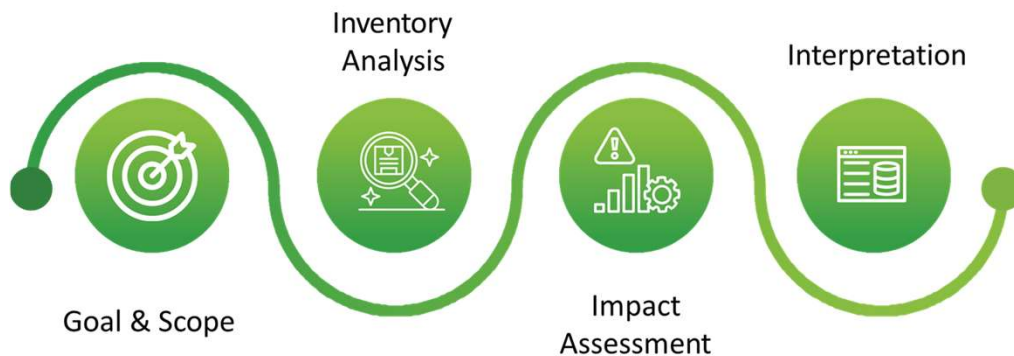 Goal & Scope
Inventory
Analysis
Impact
Assessment
Interpretation